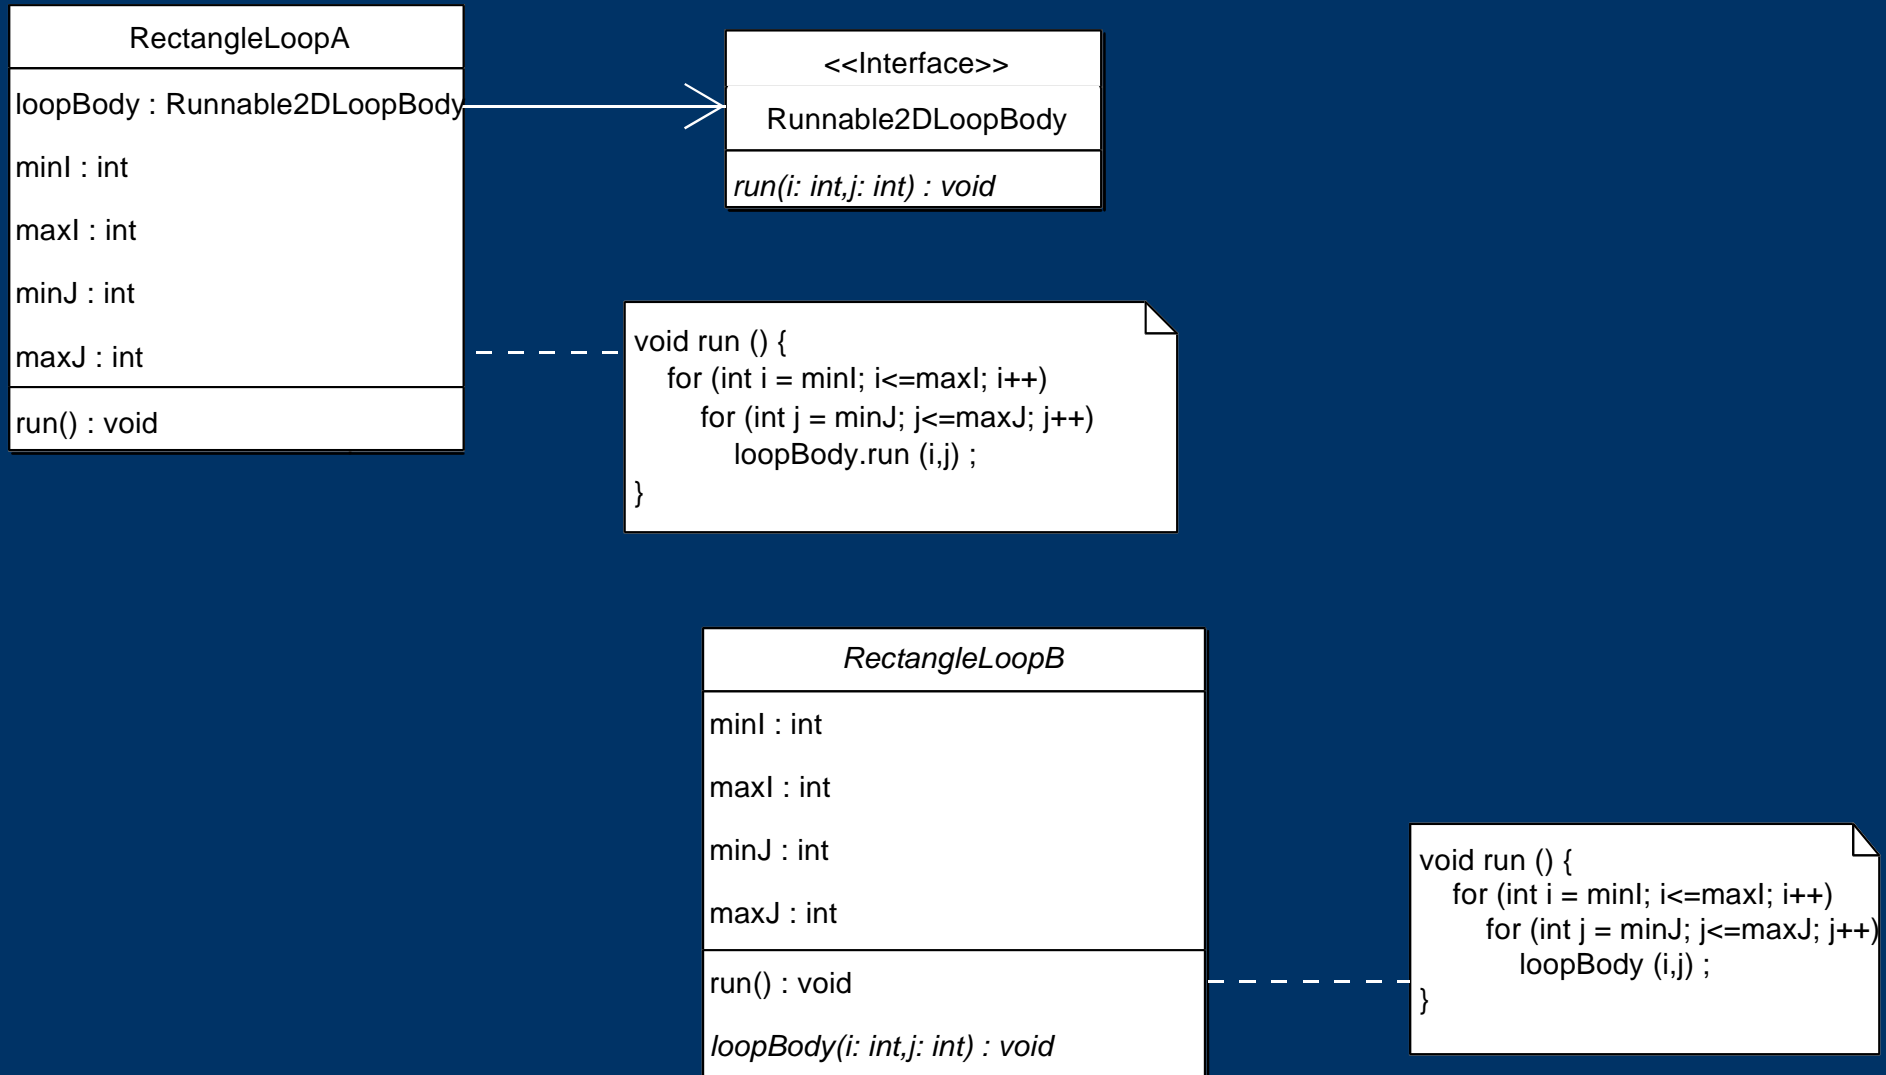 RectangleLoopA
loopBody : Runnable2DLoopBody
minI : int
maxI : int
minJ : int
maxJ : int
run() : void
<<Interface>>
Runnable2DLoopBody
run(i: int,j: int) : void
void run () {
for (int i = minI; i<=maxI; i++)
for (int j = minJ; j<=maxJ; j++)
loopBody.run (i,j) ;
}
RectangleLoopB
minI : int
maxI : int
minJ : int
maxJ : int
run() : void
loopBody(i: int,j: int) : void
void run () {
for (int i = minI; i<=maxI; i++)
for (int j = minJ; j<=maxJ; j++)
loopBody (i,j) ;
}